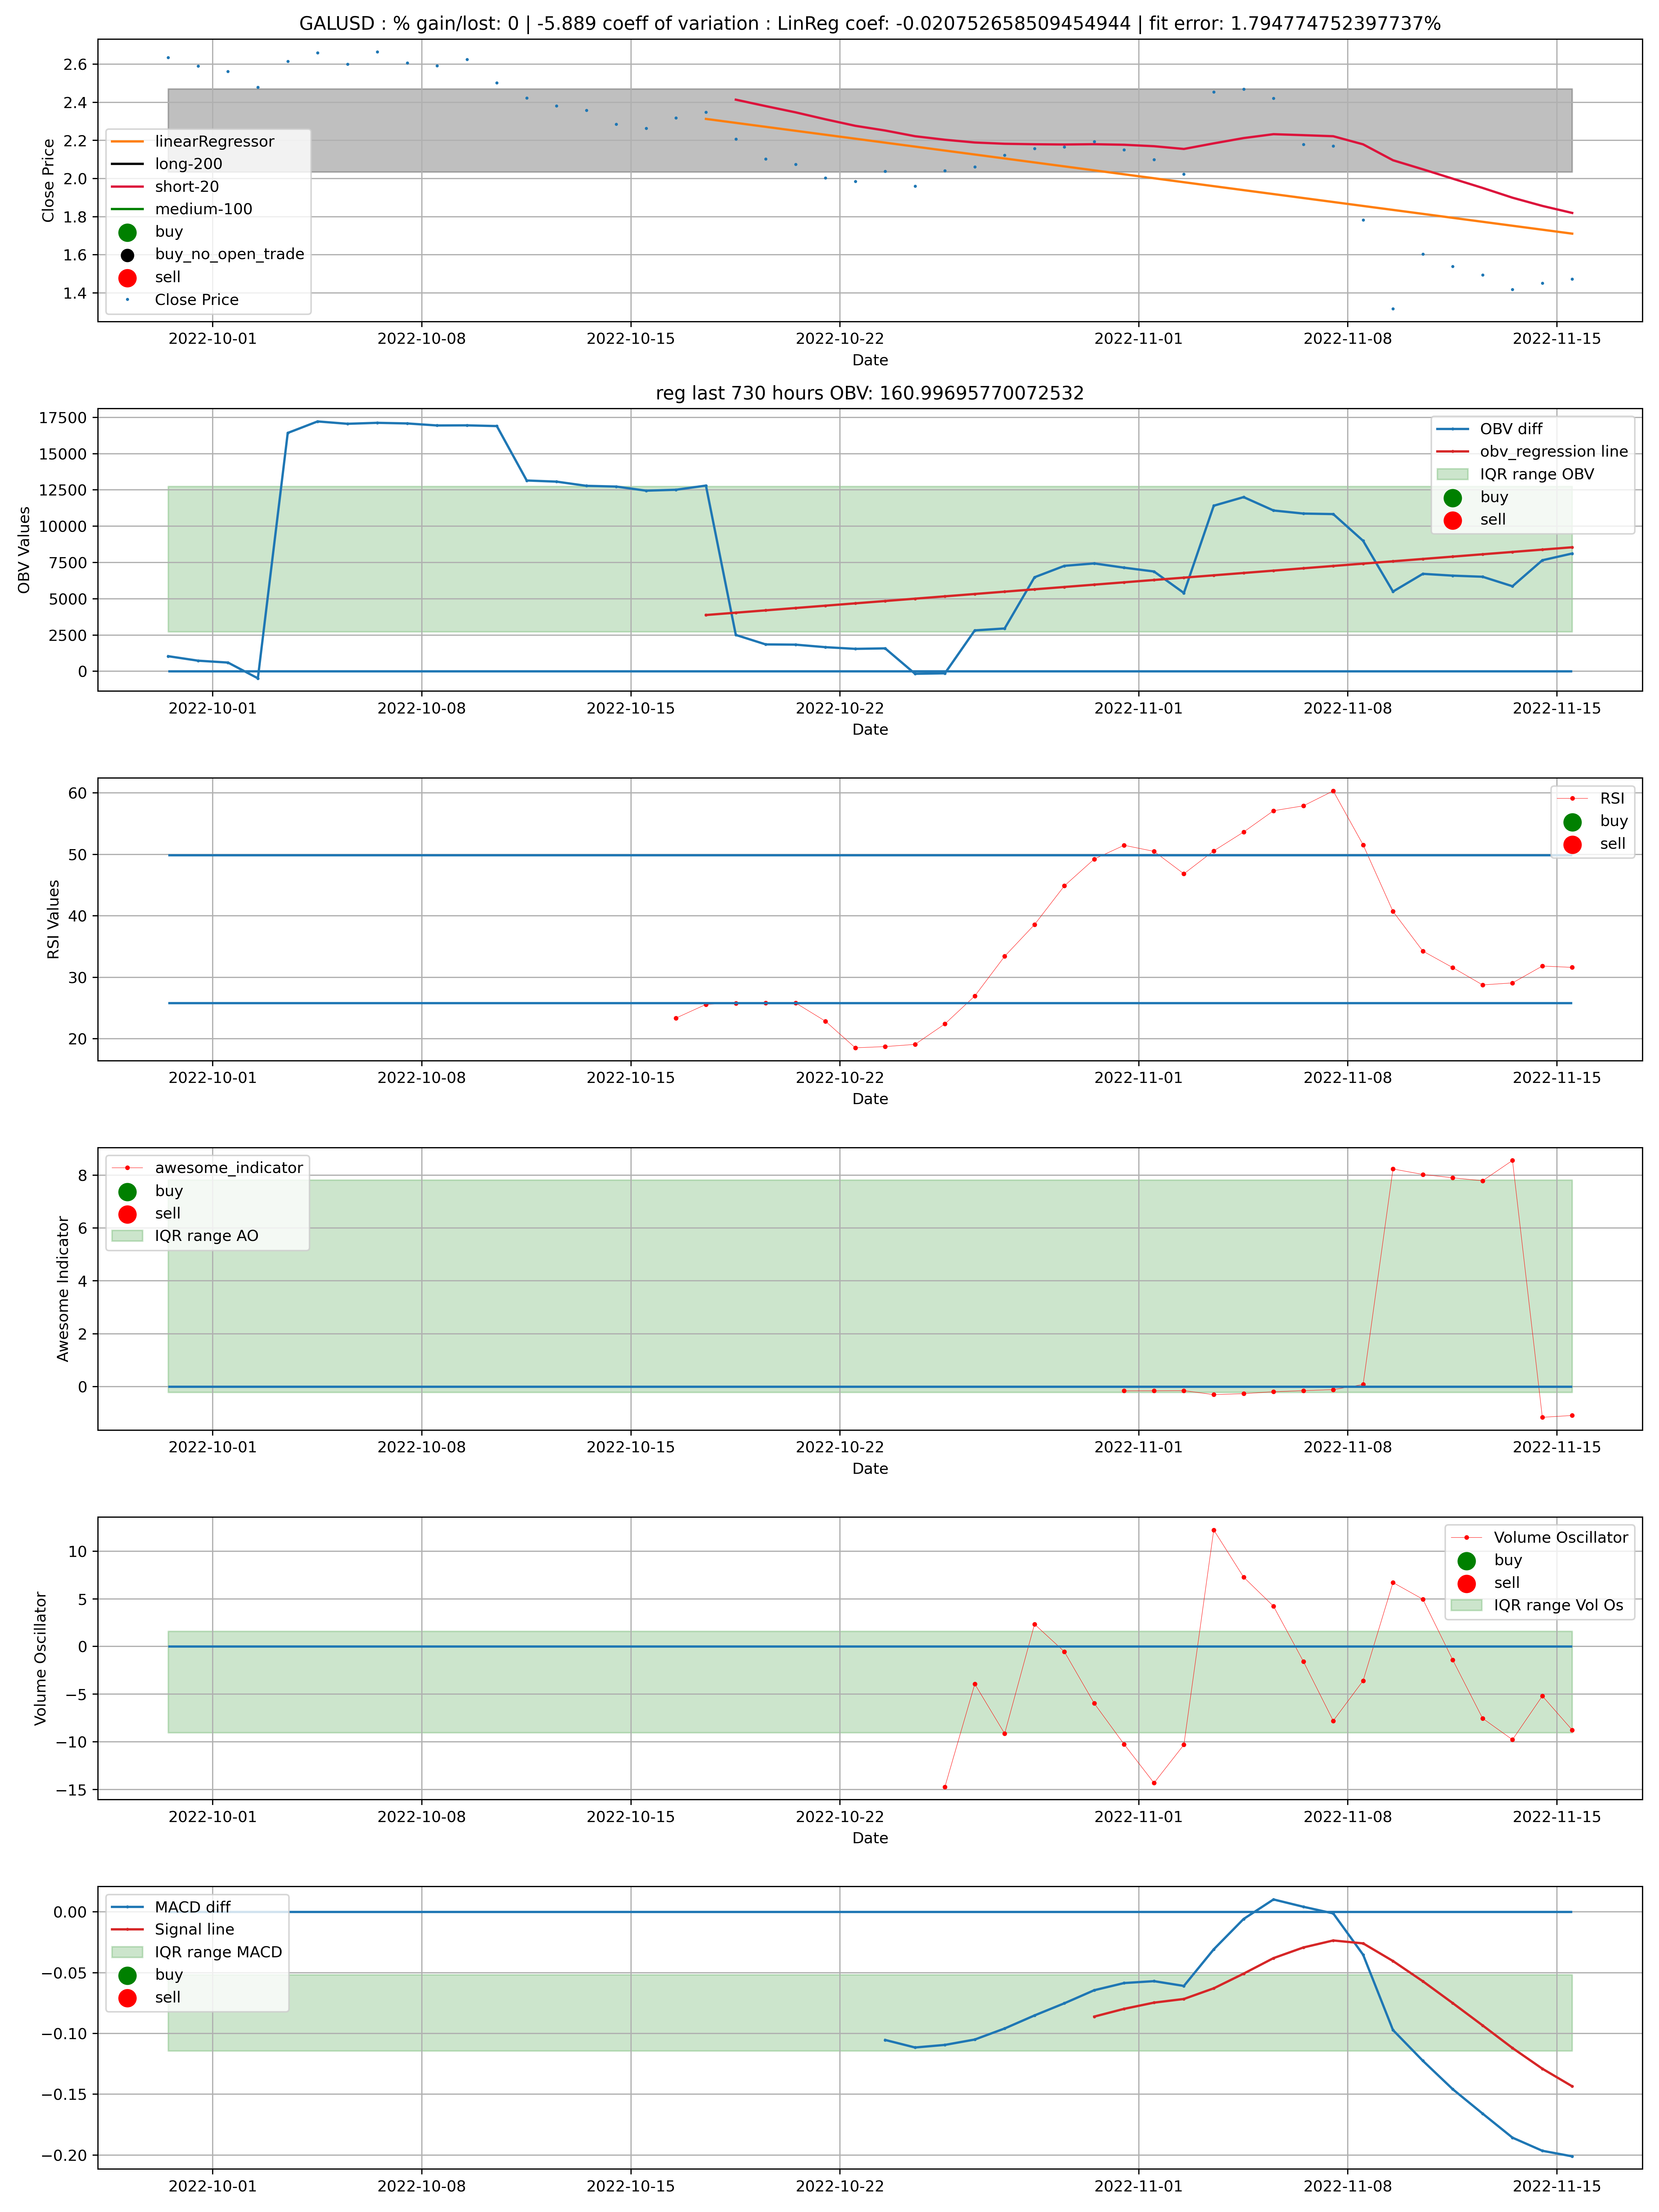 GALUSD : % gain/lost: 0 | -5.889 coeff of variation : LinReg coef: -0.020752658509454944 | fit error: 1.794774752397737%
Close Price
2.6
2.4
2.2
2.0
1.8
1.6
1.4
linearRegressor
long-200
short-20
medium-100
buy
buy_no_open_trade
sell
Close Price
2022-10-01 2022-10-08 2022-10-15 2022-10-22 2022-11-01 2022-11-08 2022-11-15
Date
reg last 730 hours OBV: 160.99695770072532
OBV Values
17500
15000
12500
10000
7500
5000
2500
0
OBV diff
obv_regression line
IQR range OBV
buy
sell
2022-10-01 2022-10-08 2022-10-15 2022-10-22 2022-11-01 2022-11-08 2022-11-15
Date
RSI Values
60
50
40
30
20
RSI
buy
sell
2022-10-01 2022-10-08 2022-10-15 2022-10-22 2022-11-01 2022-11-08 2022-11-15
Date
Awesome Indicator
8
6
4
2
0
awesome_indicator
buy
sell
IQR range AO
2022-10-01 2022-10-08 2022-10-15 2022-10-22 2022-11-01 2022-11-08 2022-11-15
Date
Volume Oscillator
10
5
0
−5
−10
−15
Volume Oscillator
buy
sell
IQR range Vol Os
2022-10-01 2022-10-08 2022-10-15 2022-10-22 2022-11-01 2022-11-08 2022-11-15
Date
0.00
−0.05
−0.10
−0.15
−0.20
MACD diff
Signal line
IQR range MACD
buy
sell
2022-10-01 2022-10-08 2022-10-15 2022-10-22 2022-11-01 2022-11-08 2022-11-15